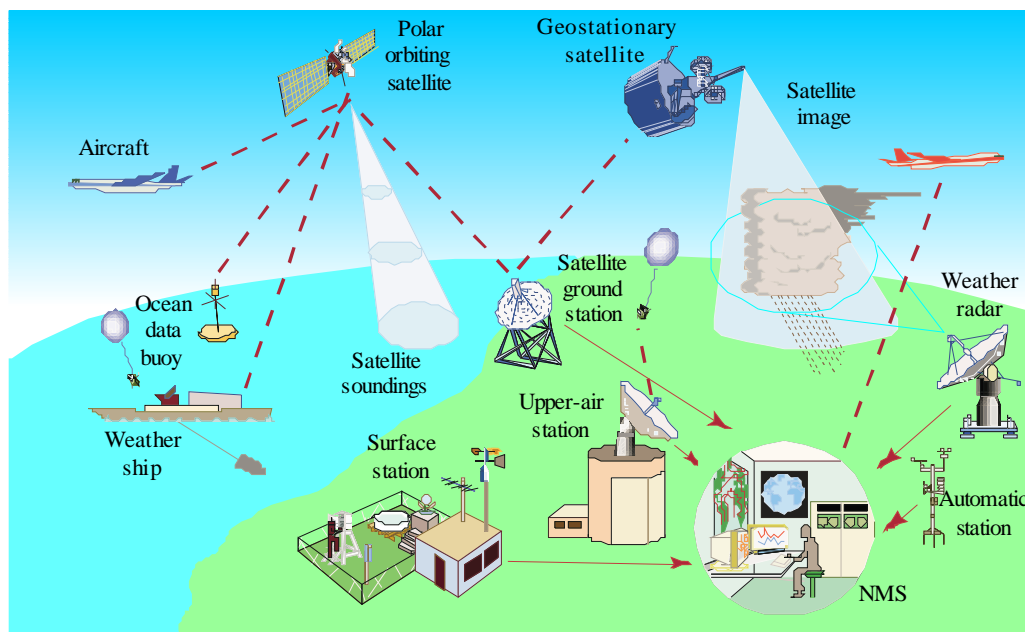 Polar
orbiting
satellite
Geostationary
satellite
Satellite
image
Aircraft
Ocean
data
buoy
Satellite
ground
station
Weather
radar
Satellite
soundings
Upper-air
station
Weather
ship
Surface
station
Automatic
station
NMS